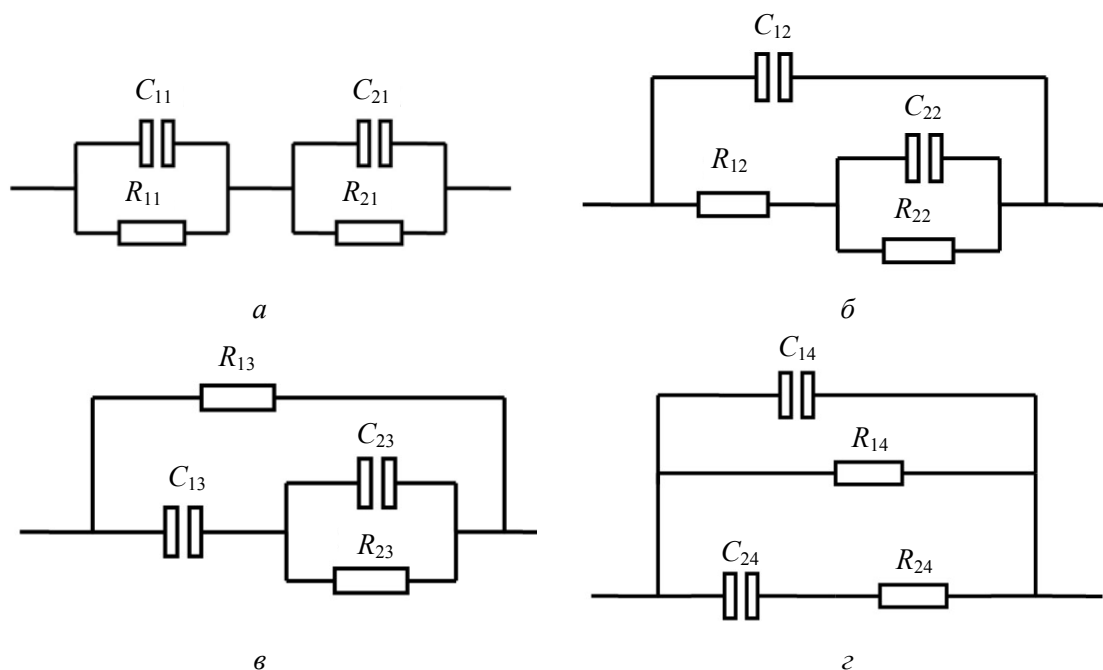 C₁₁
C₂₁
R₁₁
R₂₁
а
C₁₂
C₂₂
R₁₂
R₂₂
б
R₁₃
C₂₃
C₁₃
R₂₃
в
C₁₄
R₁₄
C₂₄
R₂₄
г